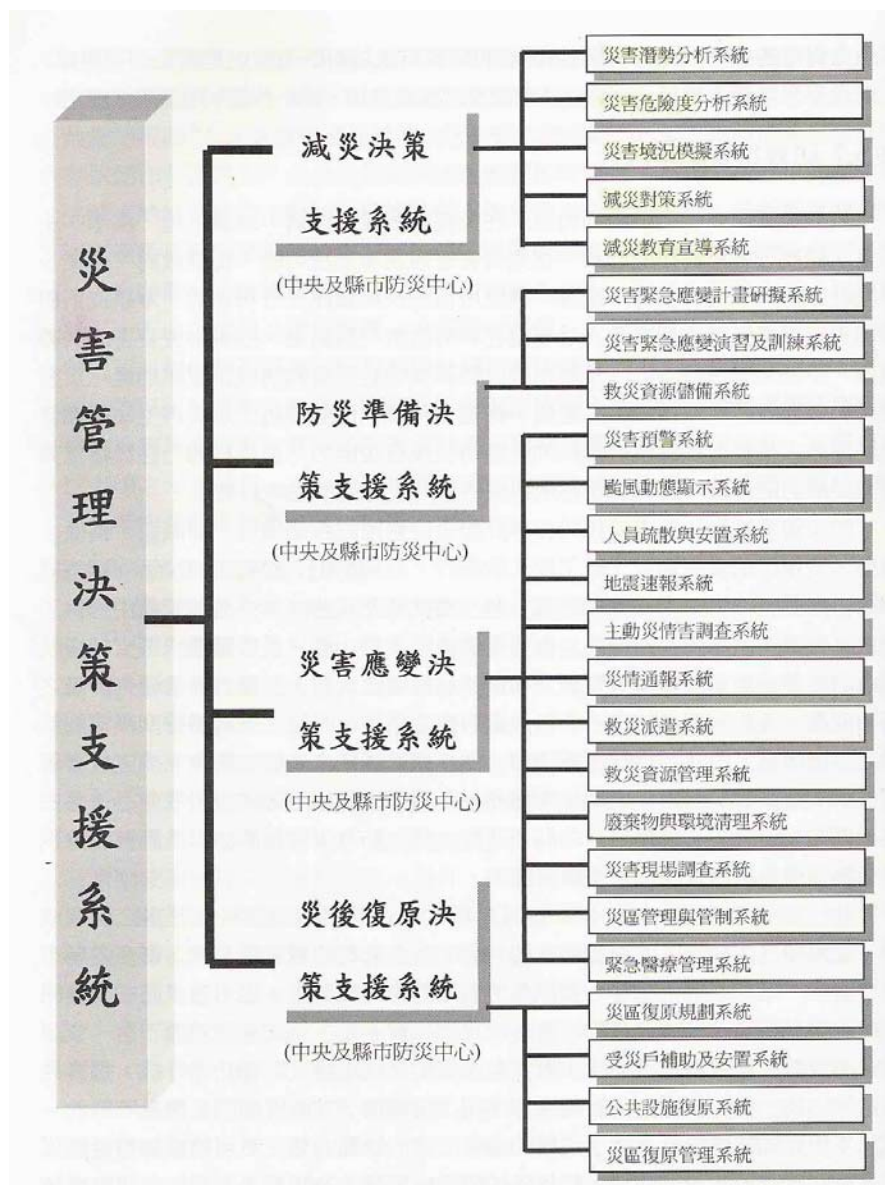 災害管理決策支援系統
減災決策
支援系統
(中央及縣市防災中心)
災害潛勢分析系統
災害危險度分析系統
災害境況模擬系統
減災對策系統
減災教育宣導系統
防災準備決
策支援系統
(中央及縣市防災中心)
災害緊急應變計畫研擬系統
災害緊急應變演習及訓練系統
救災資源儲備系統
災害應變決
策支援系統
(中央及縣市防災中心)
災害預警系統
颱風動態顯示系統
人員疏散與安置系統
地震速報系統
主動災情害調查系統
災情通報系統
救災派遣系統
救災資源管理系統
廢棄物與環境清理系統
災害現場調查系統
災區管理與管制系統
緊急醫療管理系統
災後復原決
策支援系統
(中央及縣市防災中心)
災區復原規劃系統
受災戶補助及安置系統
公共設施復原系統
災區復原管理系統